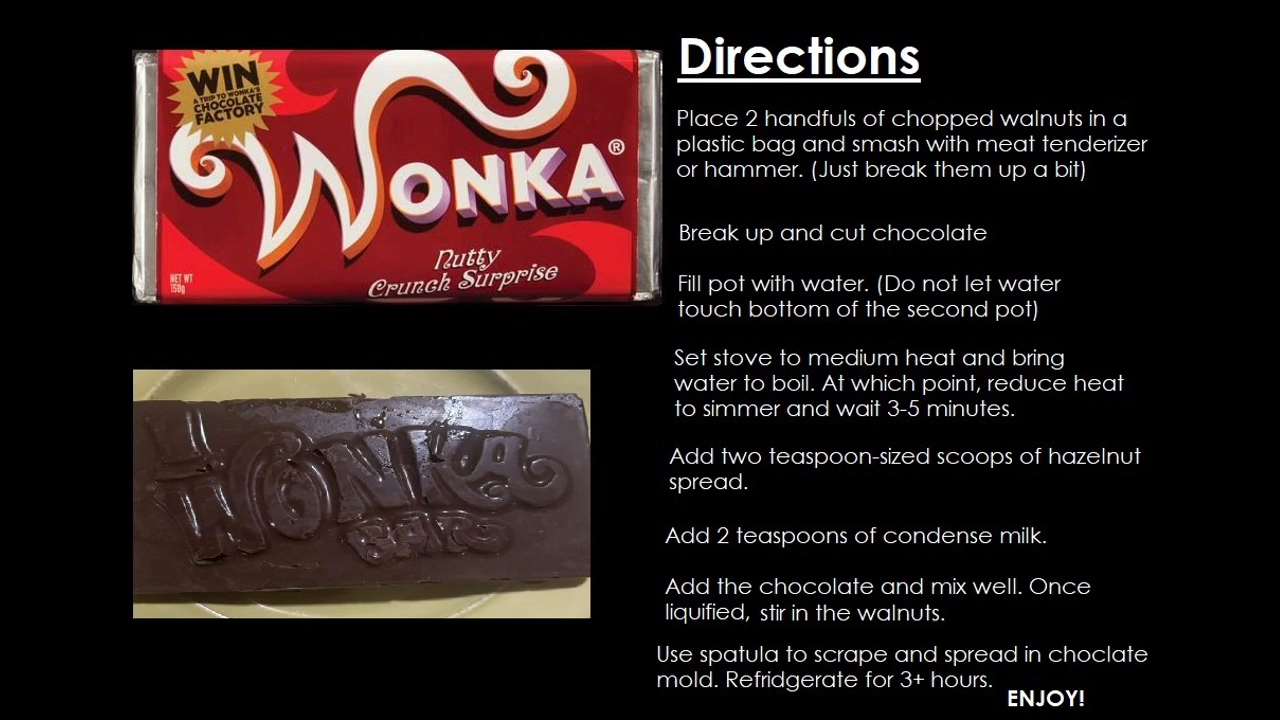 WIN
A TRIP TO WONKA'S
CHOCOLATE
FACTORY
WONKA®
Nutty
Crunch Surprise
NET WT
150g
WONKA
BAR
Directions
Place 2 handfuls of chopped walnuts in a
plastic bag and smash with meat tenderizer
or hammer. (Just break them up a bit)
Break up and cut chocolate
Fill pot with water. (Do not let water
touch bottom of the second pot)
Set stove to medium heat and bring
water to boil. At which point, reduce heat
to simmer and wait 3-5 minutes.
Add two teaspoon-sized scoops of hazelnut
spread.
Add 2 teaspoons of condense milk.
Add the chocolate and mix well. Once
liquified, stir in the walnuts.
Use spatula to scrape and spread in choclate
mold. Refridgerate for 3+ hours.
ENJOY!